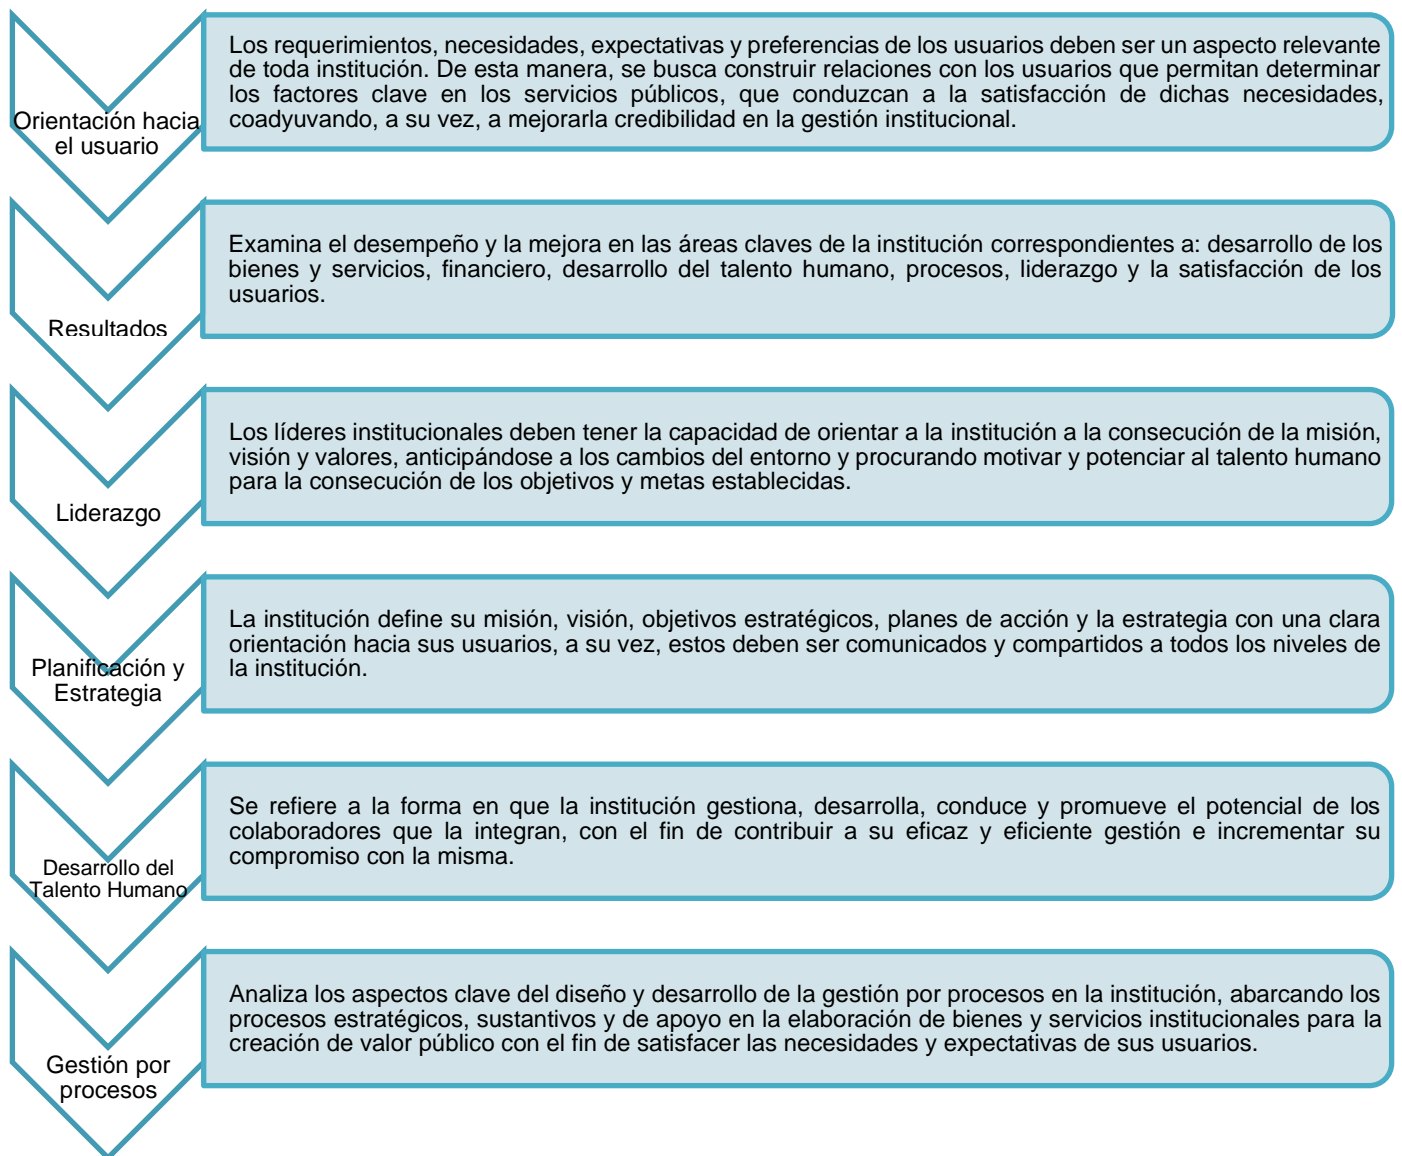 Orientación hacia
el usuario
Los requerimientos, necesidades, expectativas y preferencias de los usuarios deben ser un aspecto relevante
de toda institución. De esta manera, se busca construir relaciones con los usuarios que permitan determinar
los factores clave en los servicios públicos, que conduzcan a la satisfacción de dichas necesidades,
coadyuvando, a su vez, a mejorarla credibilidad en la gestión institucional.
Resultados
Examina el desempeño y la mejora en las áreas claves de la institución correspondientes a: desarrollo de los
bienes y servicios, financiero, desarrollo del talento humano, procesos, liderazgo y la satisfacción de los
usuarios.
Liderazgo
Los líderes institucionales deben tener la capacidad de orientar a la institución a la consecución de la misión,
visión y valores, anticipándose a los cambios del entorno y procurando motivar y potenciar al talento humano
para la consecución de los objetivos y metas establecidas.
Planificación y
Estrategia
La institución define su misión, visión, objetivos estratégicos, planes de acción y la estrategia con una clara
orientación hacia sus usuarios, a su vez, estos deben ser comunicados y compartidos a todos los niveles de
la institución.
Desarrollo del
Talento Humano
Se refiere a la forma en que la institución gestiona, desarrolla, conduce y promueve el potencial de los
colaboradores que la integran, con el fin de contribuir a su eficaz y eficiente gestión e incrementar su
compromiso con la misma.
Gestión por
procesos
Analiza los aspectos clave del diseño y desarrollo de la gestión por procesos en la institución, abarcando los
procesos estratégicos, sustantivos y de apoyo en la elaboración de bienes y servicios institucionales para la
creación de valor público con el fin de satisfacer las necesidades y expectativas de sus usuarios.